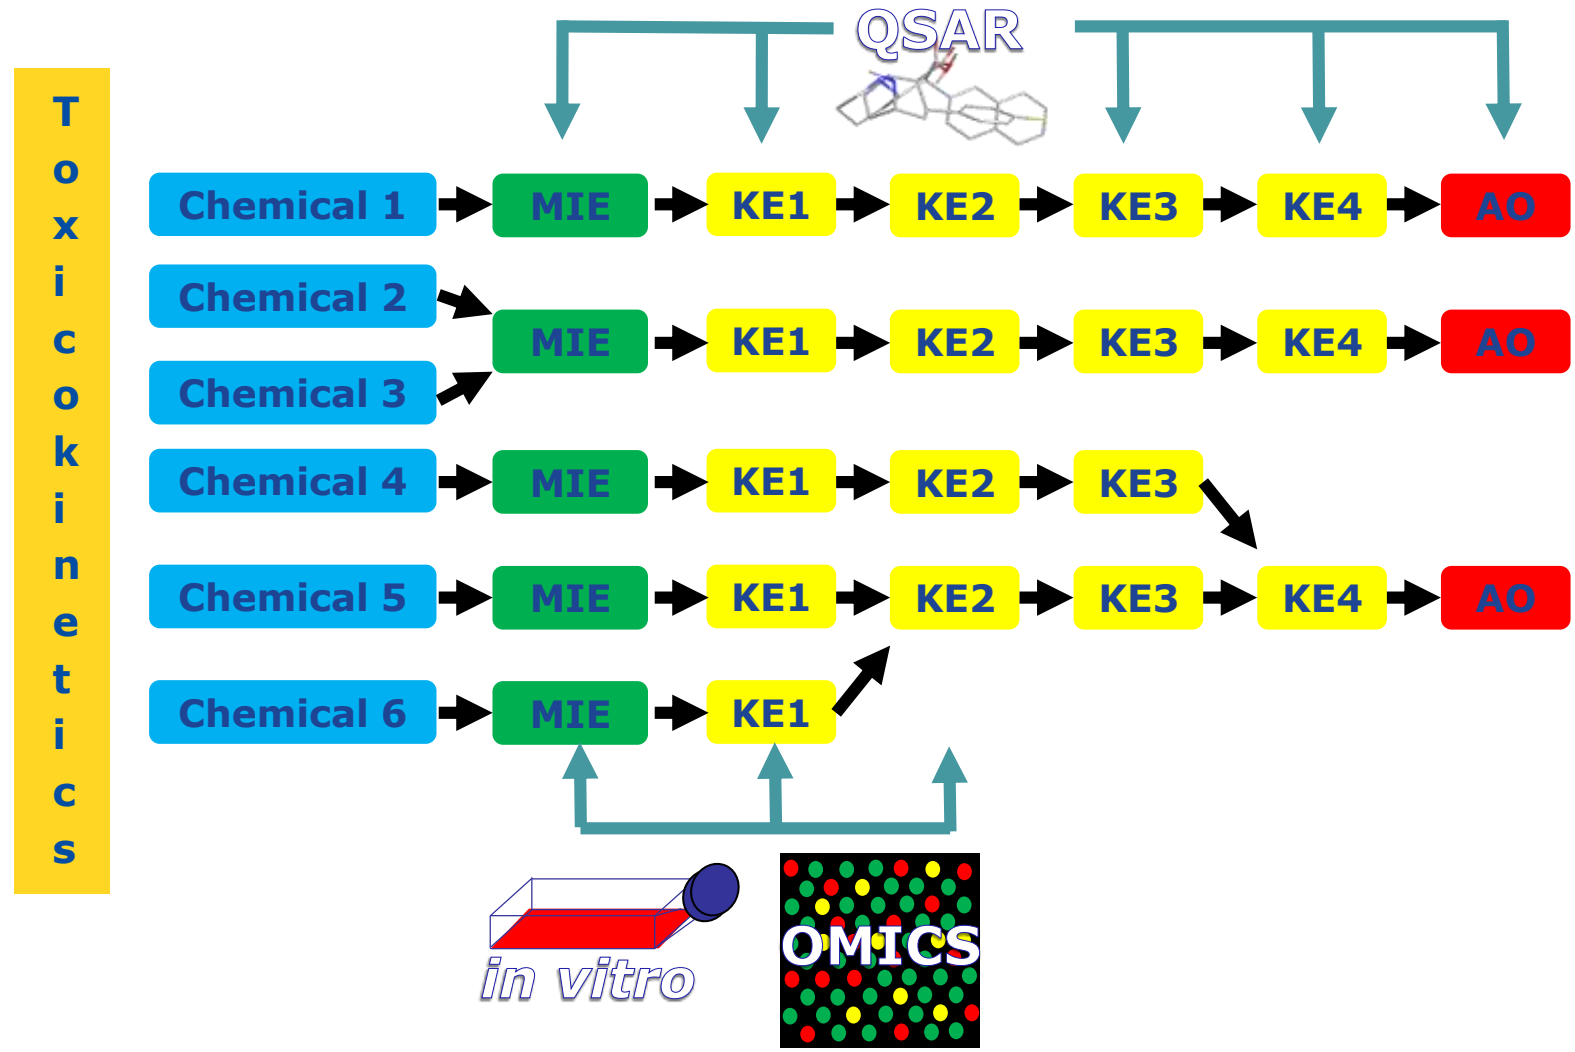 QSAR
Toxicokinetics
Chemical 1 MIE KE1 KE2 KE3 KE4 AO
Chemical 2
MIE KE1 KE2 KE3 KE4 AO
Chemical 3
Chemical 4 MIE KE1 KE2 KE3
Chemical 5 MIE KE1 KE2 KE3 KE4 AO
Chemical 6 MIE KE1
in vitro
OMICS